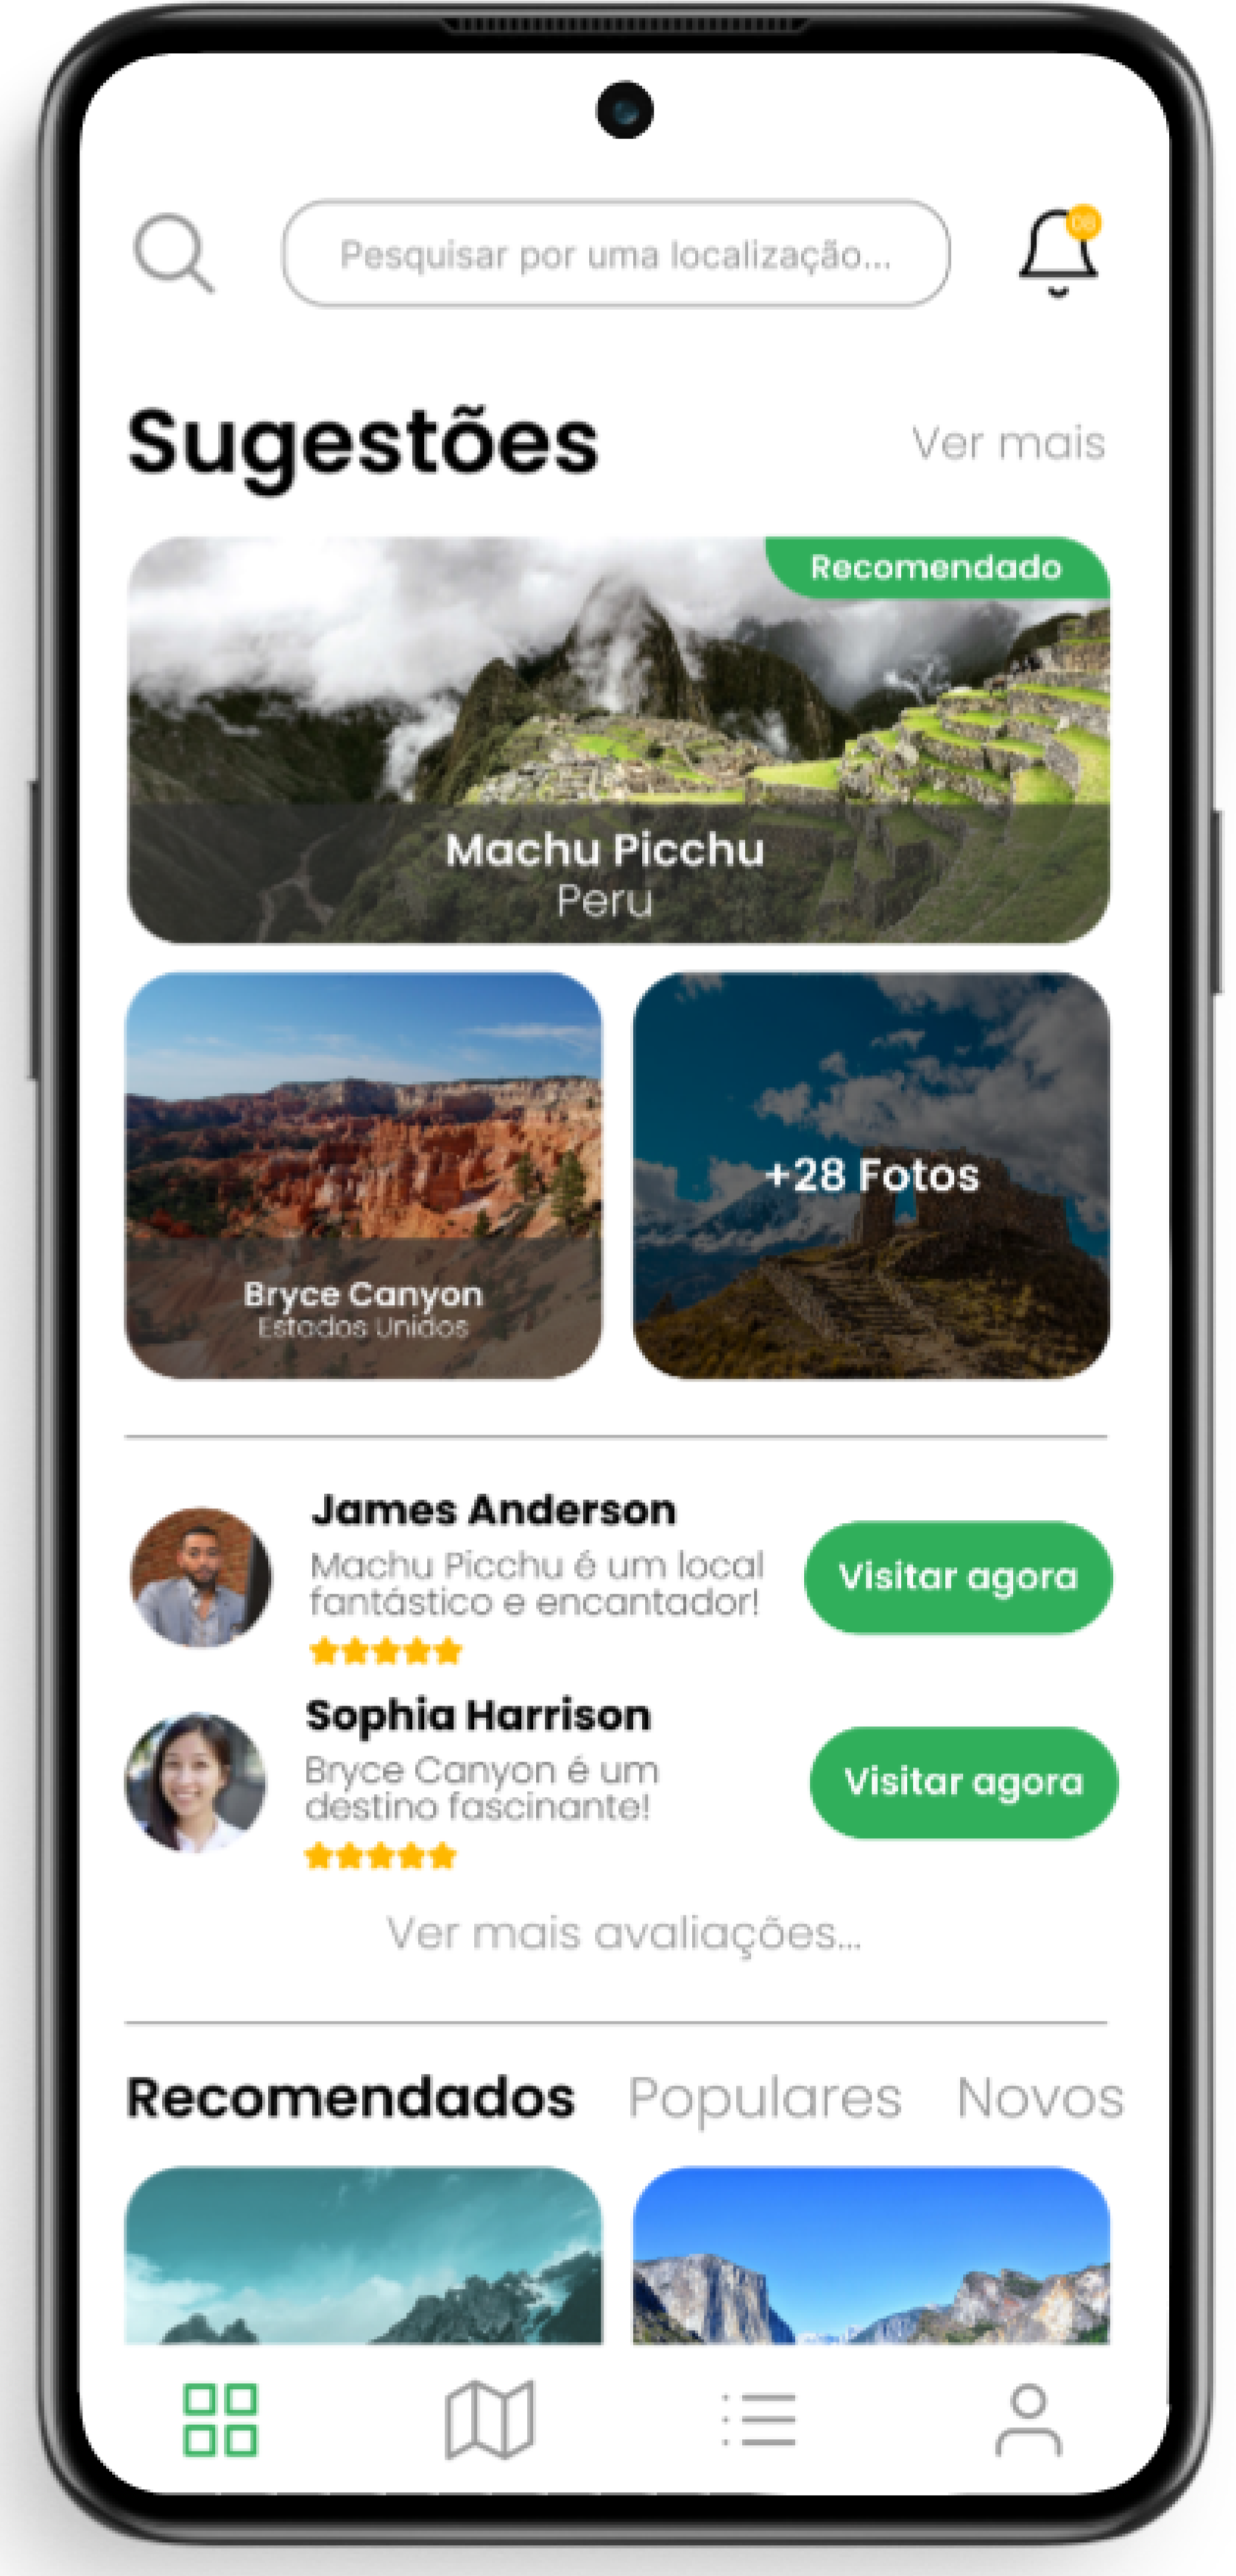 Pesquisar por uma localização...
08
Sugestões
Ver mais
Recomendado
Machu Picchu
Peru
Bryce Canyon
Estados Unidos
+28 Fotos
James Anderson
Machu Picchu é um local
fantástico e encantador!
Visitar agora
Sophia Harrison
Bryce Canyon é um
destino fascinante!
Visitar agora
Ver mais avaliações...
Recomendados
Populares
Novos